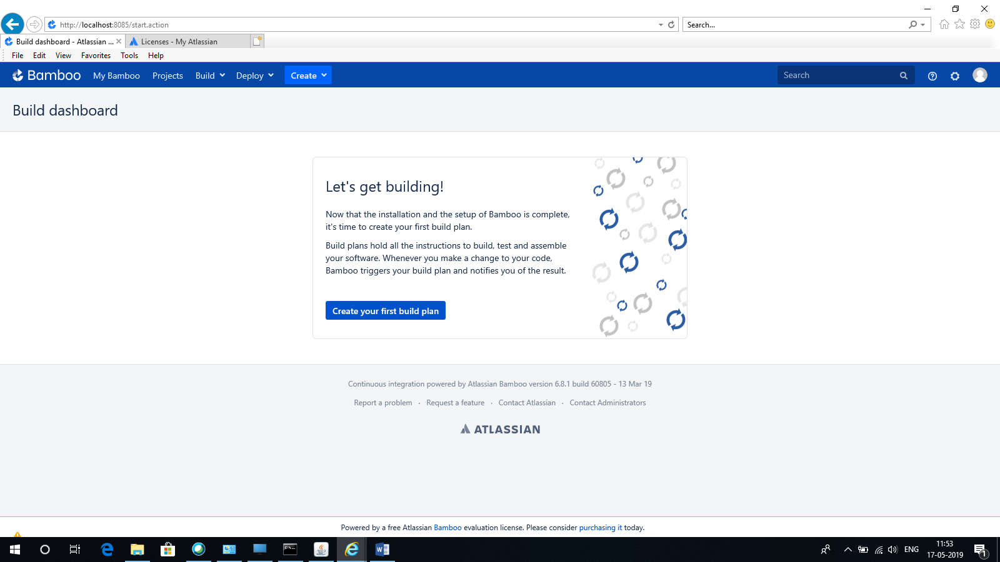 http://localhost:8085/start.action
Search...
Build dashboard - Atlassian ...
Licenses - My Atlassian
File Edit View Favorites Tools Help
Bamboo My Bamboo Projects Build Deploy Create Search
Build dashboard
Let's get building!
Now that the installation and the setup of Bamboo is complete,
it's time to create your first build plan.
Build plans hold all the instructions to build, test and assemble
your software. Whenever you make a change to your code,
Bamboo triggers your build plan and notifies you of the result.
Create your first build plan
Continuous integration powered by Atlassian Bamboo version 6.8.1 build 60805 - 13 Mar 19
Report a problem · Request a feature · Contact Atlassian · Contact Administrators
ATLASSIAN
Powered by a free Atlassian Bamboo evaluation license. Please consider purchasing it today.
ENG
11:53
17-05-2019
1